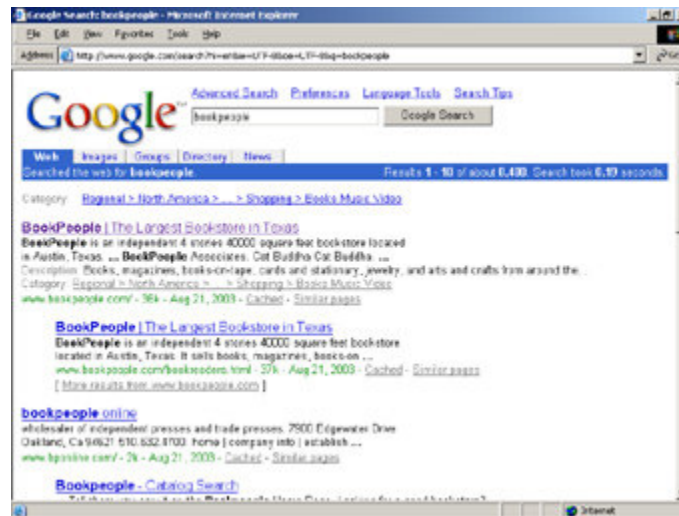 Google Search: bookpeople - Microsoft Internet Explorer
File Edit View Favorites Tools Help
Address
Google
Advanced Search Preferences Language Tools Search Tips
bookpeople
Google Search
Web Images Groups Directory News
Searched the web for bookpeople.
Results 1 - 10 of about Search took 0.19 seconds.
Category: Regional > North America > ... > Shopping > Books Music Video
BookPeople | The Largest Bookstore in Texas
BookPeople is an independent 4 stories 40000 square feet bookstore located
in Austin, Texas. ... BookPeople Associates. Cat Buddha Cat Buddha. ...
Description: Books, magazines, books-on-tape, cards and stationary, jewelry, and arts and crafts from around the...
Category: Regional > North America > ... > Shopping > Books Music Video
www.bookpeople.com/ - 36k - Aug 21, 2003 - Cached - Similar pages
BookPeople | The Largest Bookstore in Texas
BookPeople is an independent 4 stories 40000 square feet bookstore
located in Austin, Texas. It sells books, magazines, books-on ...
www.bookpeople.com/bookreaders.html - 37k - Aug 21, 2003 - Cached - Similar pages
[ More results from www.bookpeople.com ]
bookpeople online
wholesaler of independent presses and trade presses. 7900 Edgewater Drive
Oakland, Ca 94621 510.632.4700. home | company info | establish ...
www.bponline.com/ - 2k - Aug 21, 2003 - Cached - Similar pages
Bookpeople - Catalog Search
Internet